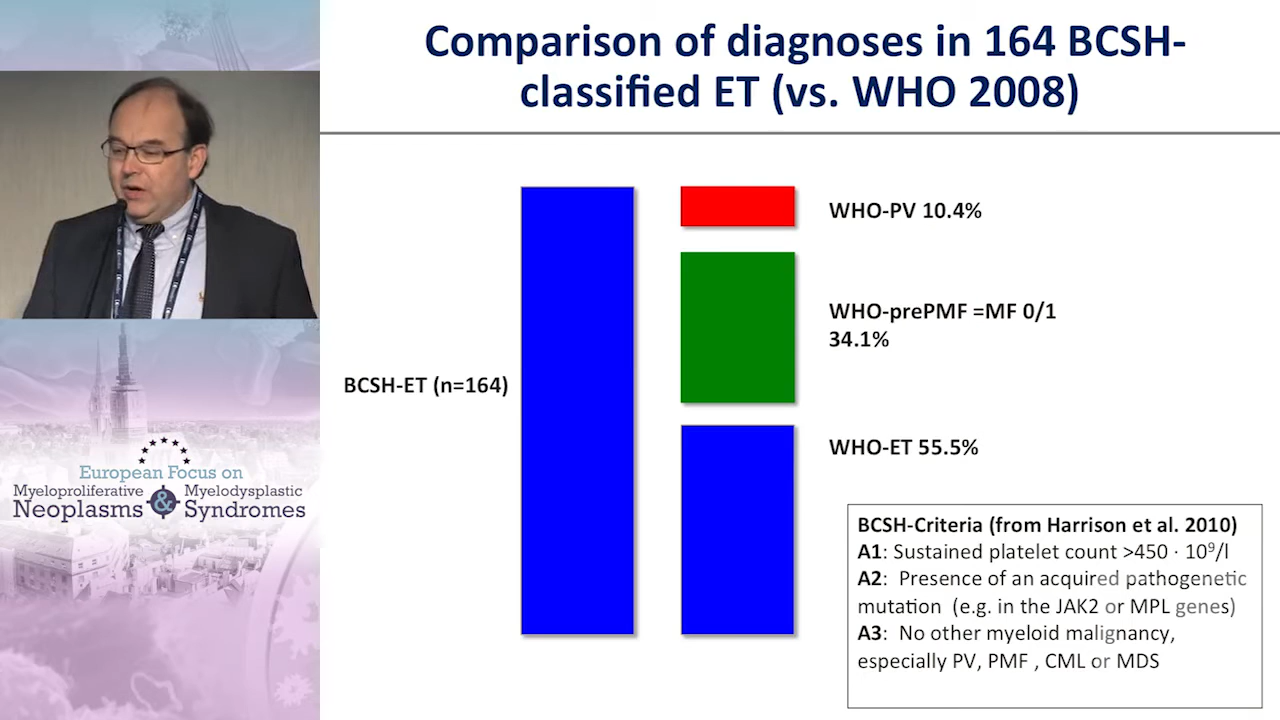 Comparison of diagnoses in 164 BCSH-
classified ET (vs. WHO 2008)
WHO-PV 10.4%
WHO-prePMF =MF 0/1
34.1%
BCSH-ET (n=164)
WHO-ET 55.5%
BCSH-Criteria (from Harrison et al. 2010)
A1: Sustained platelet count >450 · 10⁹/l
A2: Presence of an acquired pathogenetic
mutation (e.g. in the JAK2 or MPL genes)
A3: No other myeloid malignancy,
especially PV, PMF , CML or MDS
European Focus on
Myeloproliferative & Myelodysplastic
Neoplasms Syndromes